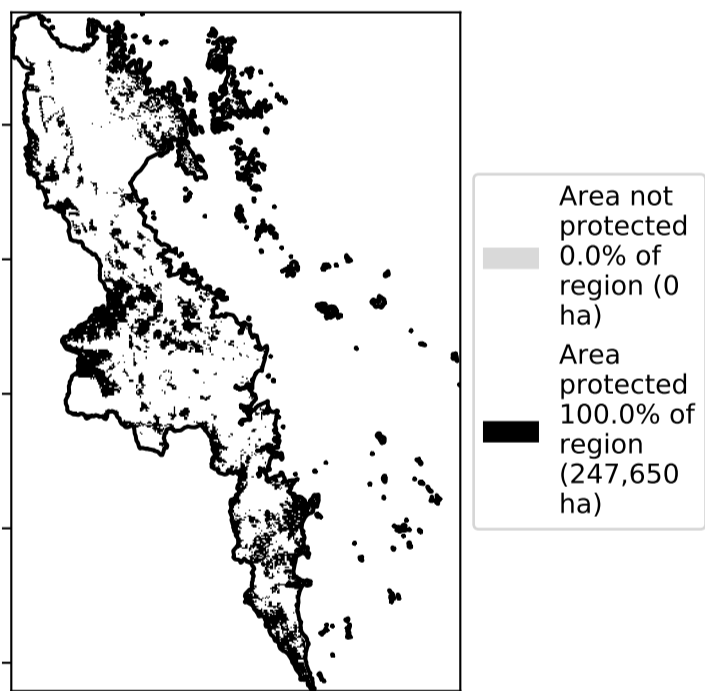 Area not
protected
0.0% of
region (0
ha)
Area
protected
100.0% of
region
(247,650
ha)